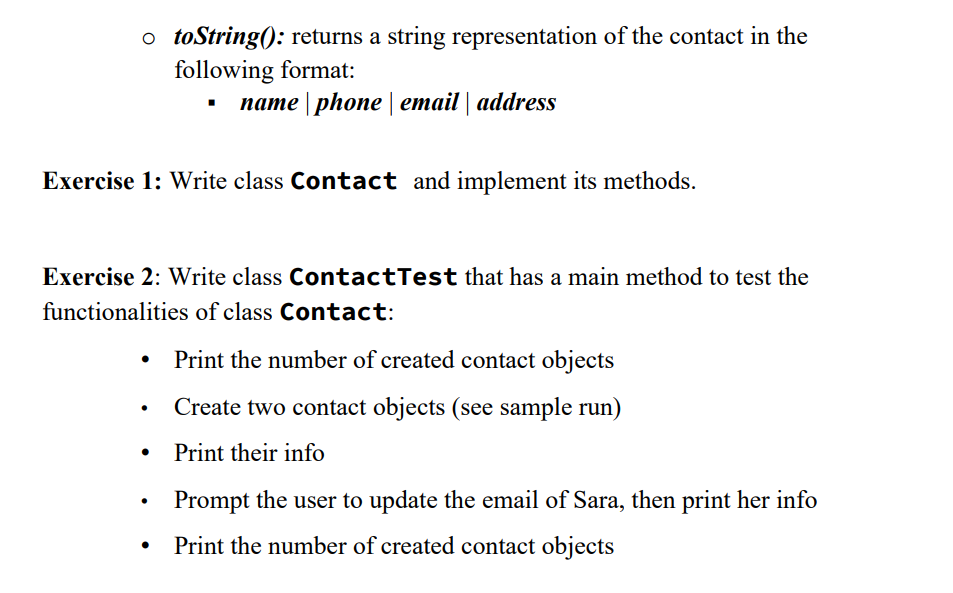 o toString(): returns a string representation of the contact in the
following format:
▪ name | phone | email | address
Exercise 1: Write class Contact and implement its methods.
Exercise 2: Write class ContactTest that has a main method to test the
functionalities of class Contact:
• Print the number of created contact objects
• Create two contact objects (see sample run)
• Print their info
• Prompt the user to update the email of Sara, then print her info
• Print the number of created contact objects